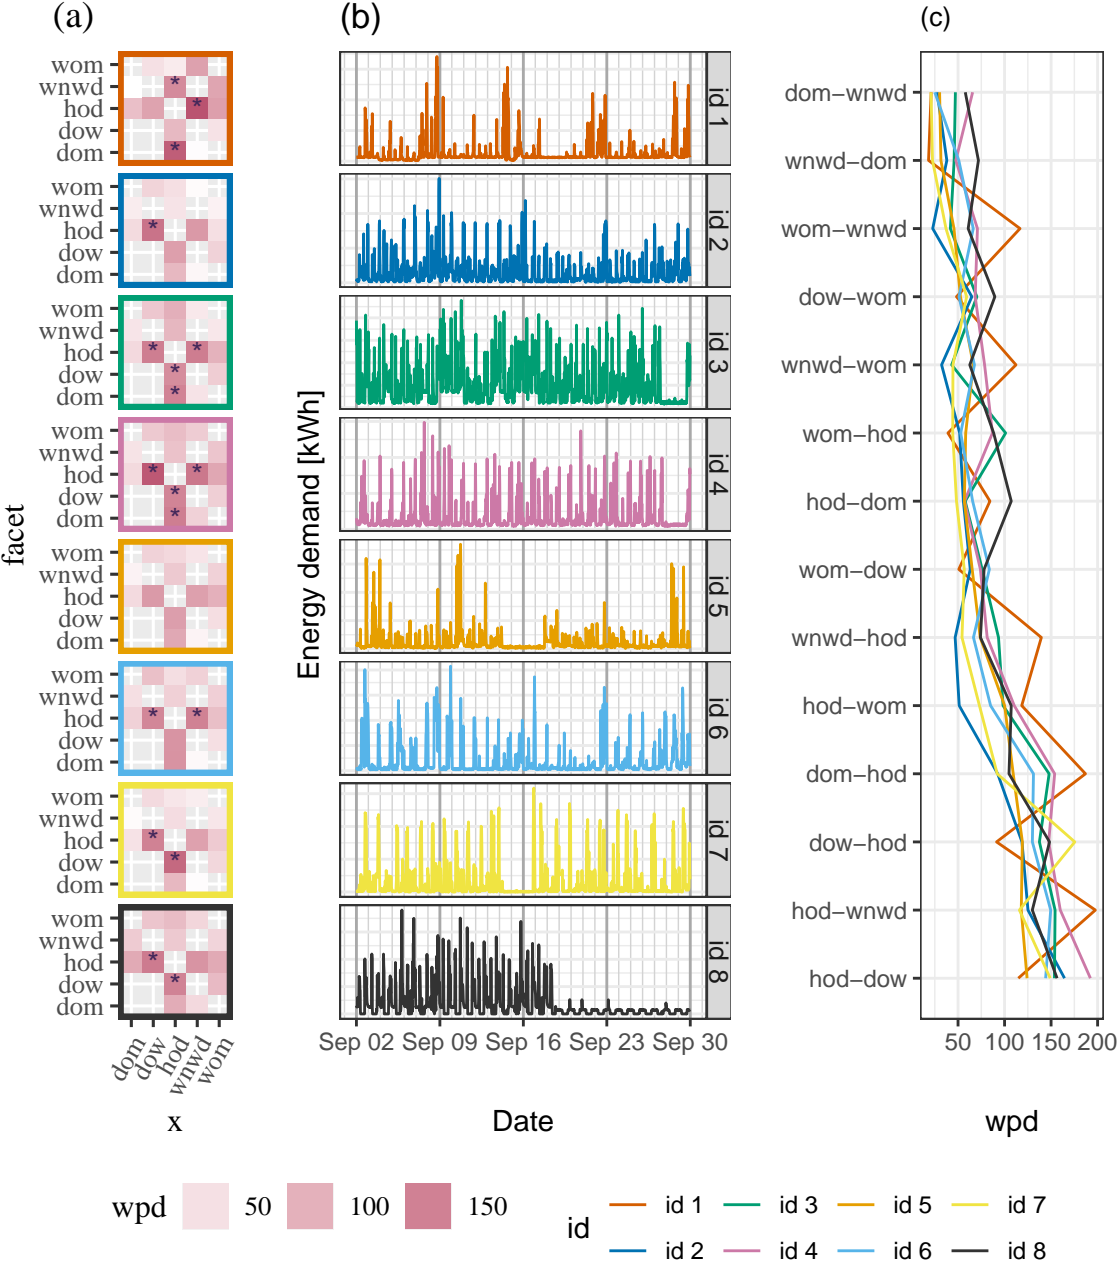 (a)
(b)
(c)
facet
wom
wnwd
hod
dow
dom
*
*
*
wom
wnwd
hod
dow
dom
*
wom
wnwd
hod
dow
dom
*
*
*
*
wom
wnwd
hod
dow
dom
*
*
*
*
wom
wnwd
hod
dow
dom
wom
wnwd
hod
dow
dom
*
*
wom
wnwd
hod
dow
dom
*
*
wom
wnwd
hod
dow
dom
*
*
dom
dow
hod
wnwd
wom
x
Energy demand [kWh]
id 1
id 2
id 3
id 4
id 5
id 6
id 7
id 8
Sep 02 Sep 09 Sep 16 Sep 23 Sep 30
Date
dom−wnwd
wnwd−dom
wom−wnwd
dow−wom
wnwd−wom
wom−hod
hod−dom
wom−dow
wnwd−hod
hod−wom
dom−hod
dow−hod
hod−wnwd
hod−dow
50 100 150 200
wpd
wpd 50 100 150
id
id 1 id 3 id 5 id 7
id 2 id 4 id 6 id 8